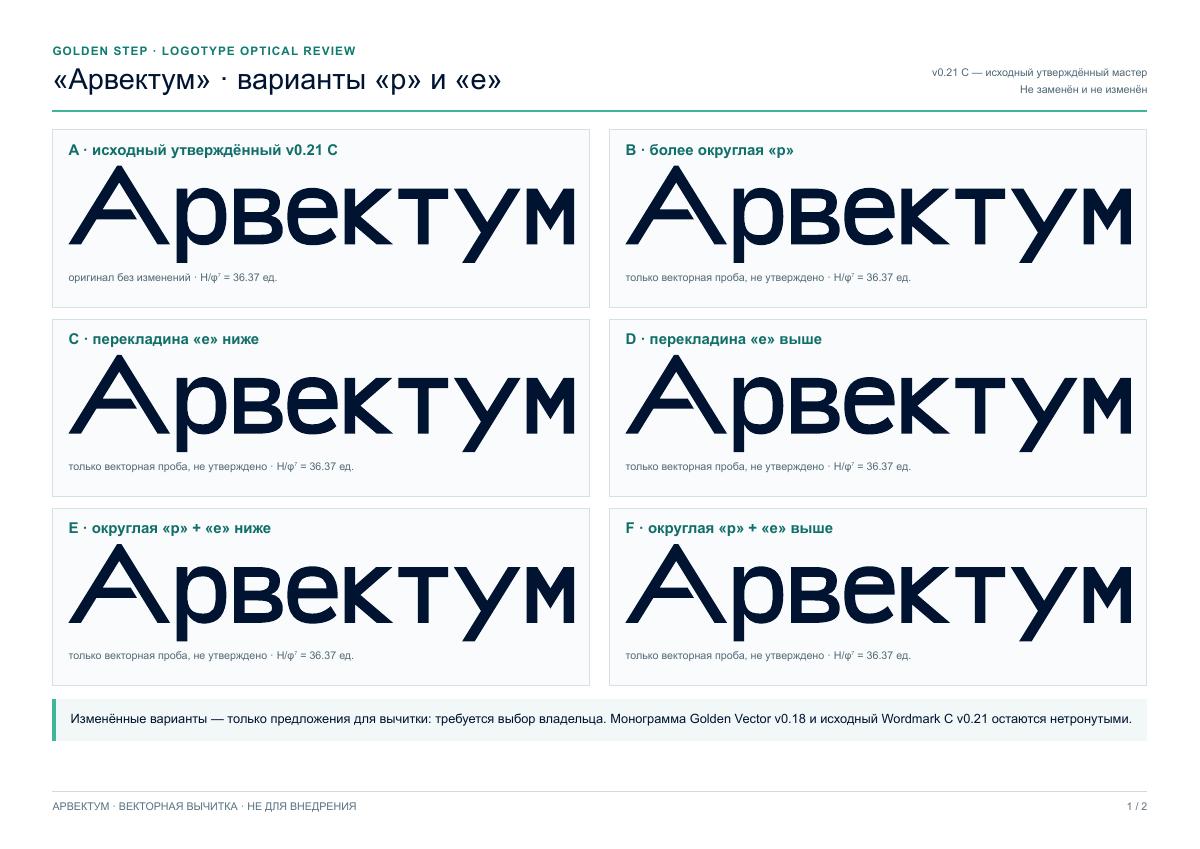 GOLDEN STEP · LOGOTYPE OPTICAL REVIEW
«Арвектум» · варианты «р» и «е»
v0.21 C — исходный утверждённый мастер
Не заменён и не изменён
A · исходный утверждённый v0.21 C
Арвектум
оригинал без изменений · H/φ⁷ = 36.37 ед.
B · более округлая «р»
Арвектум
только векторная проба, не утверждено · H/φ⁷ = 36.37 ед.
C · перекладина «е» ниже
Арвектум
только векторная проба, не утверждено · H/φ⁷ = 36.37 ед.
D · перекладина «е» выше
Арвектум
только векторная проба, не утверждено · H/φ⁷ = 36.37 ед.
E · округлая «р» + «е» ниже
Арвектум
только векторная проба, не утверждено · H/φ⁷ = 36.37 ед.
F · округлая «р» + «е» выше
Арвектум
только векторная проба, не утверждено · H/φ⁷ = 36.37 ед.
Изменённые варианты — только предложения для вычитки: требуется выбор владельца. Монограмма Golden Vector v0.18 и исходный Wordmark C v0.21 остаются нетронутыми.
АРВЕКТУМ · ВЕКТОРНАЯ ВЫЧИТКА · НЕ ДЛЯ ВНЕДРЕНИЯ
1 / 2